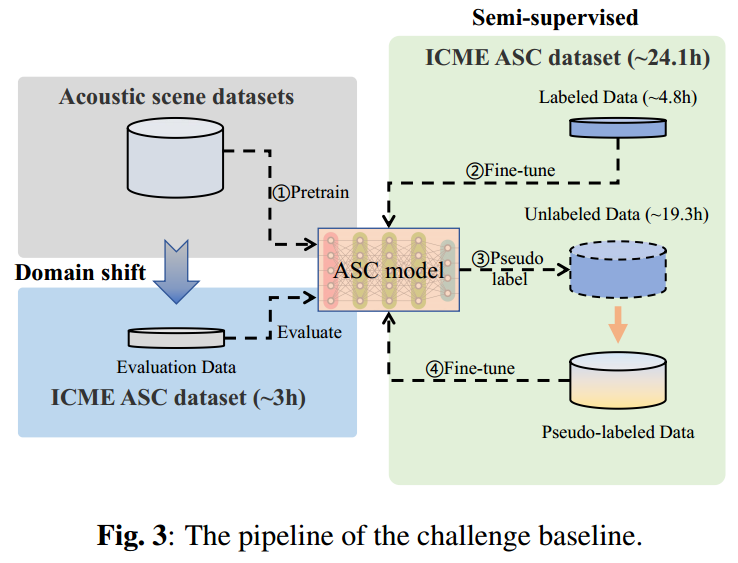 Semi-supervised
ICME ASC dataset (~24.1h)
Acoustic scene datasets
Labeled Data (~4.8h)
②Fine-tune
①Pretrain
Unlabeled Data (~19.3h)
Domain shift
ASC model
③Pseudo
label
Evaluate
Evaluation Data
④Fine-tune
ICME ASC dataset (~3h)
Pseudo-labeled Data
Fig. 3: The pipeline of the challenge baseline.